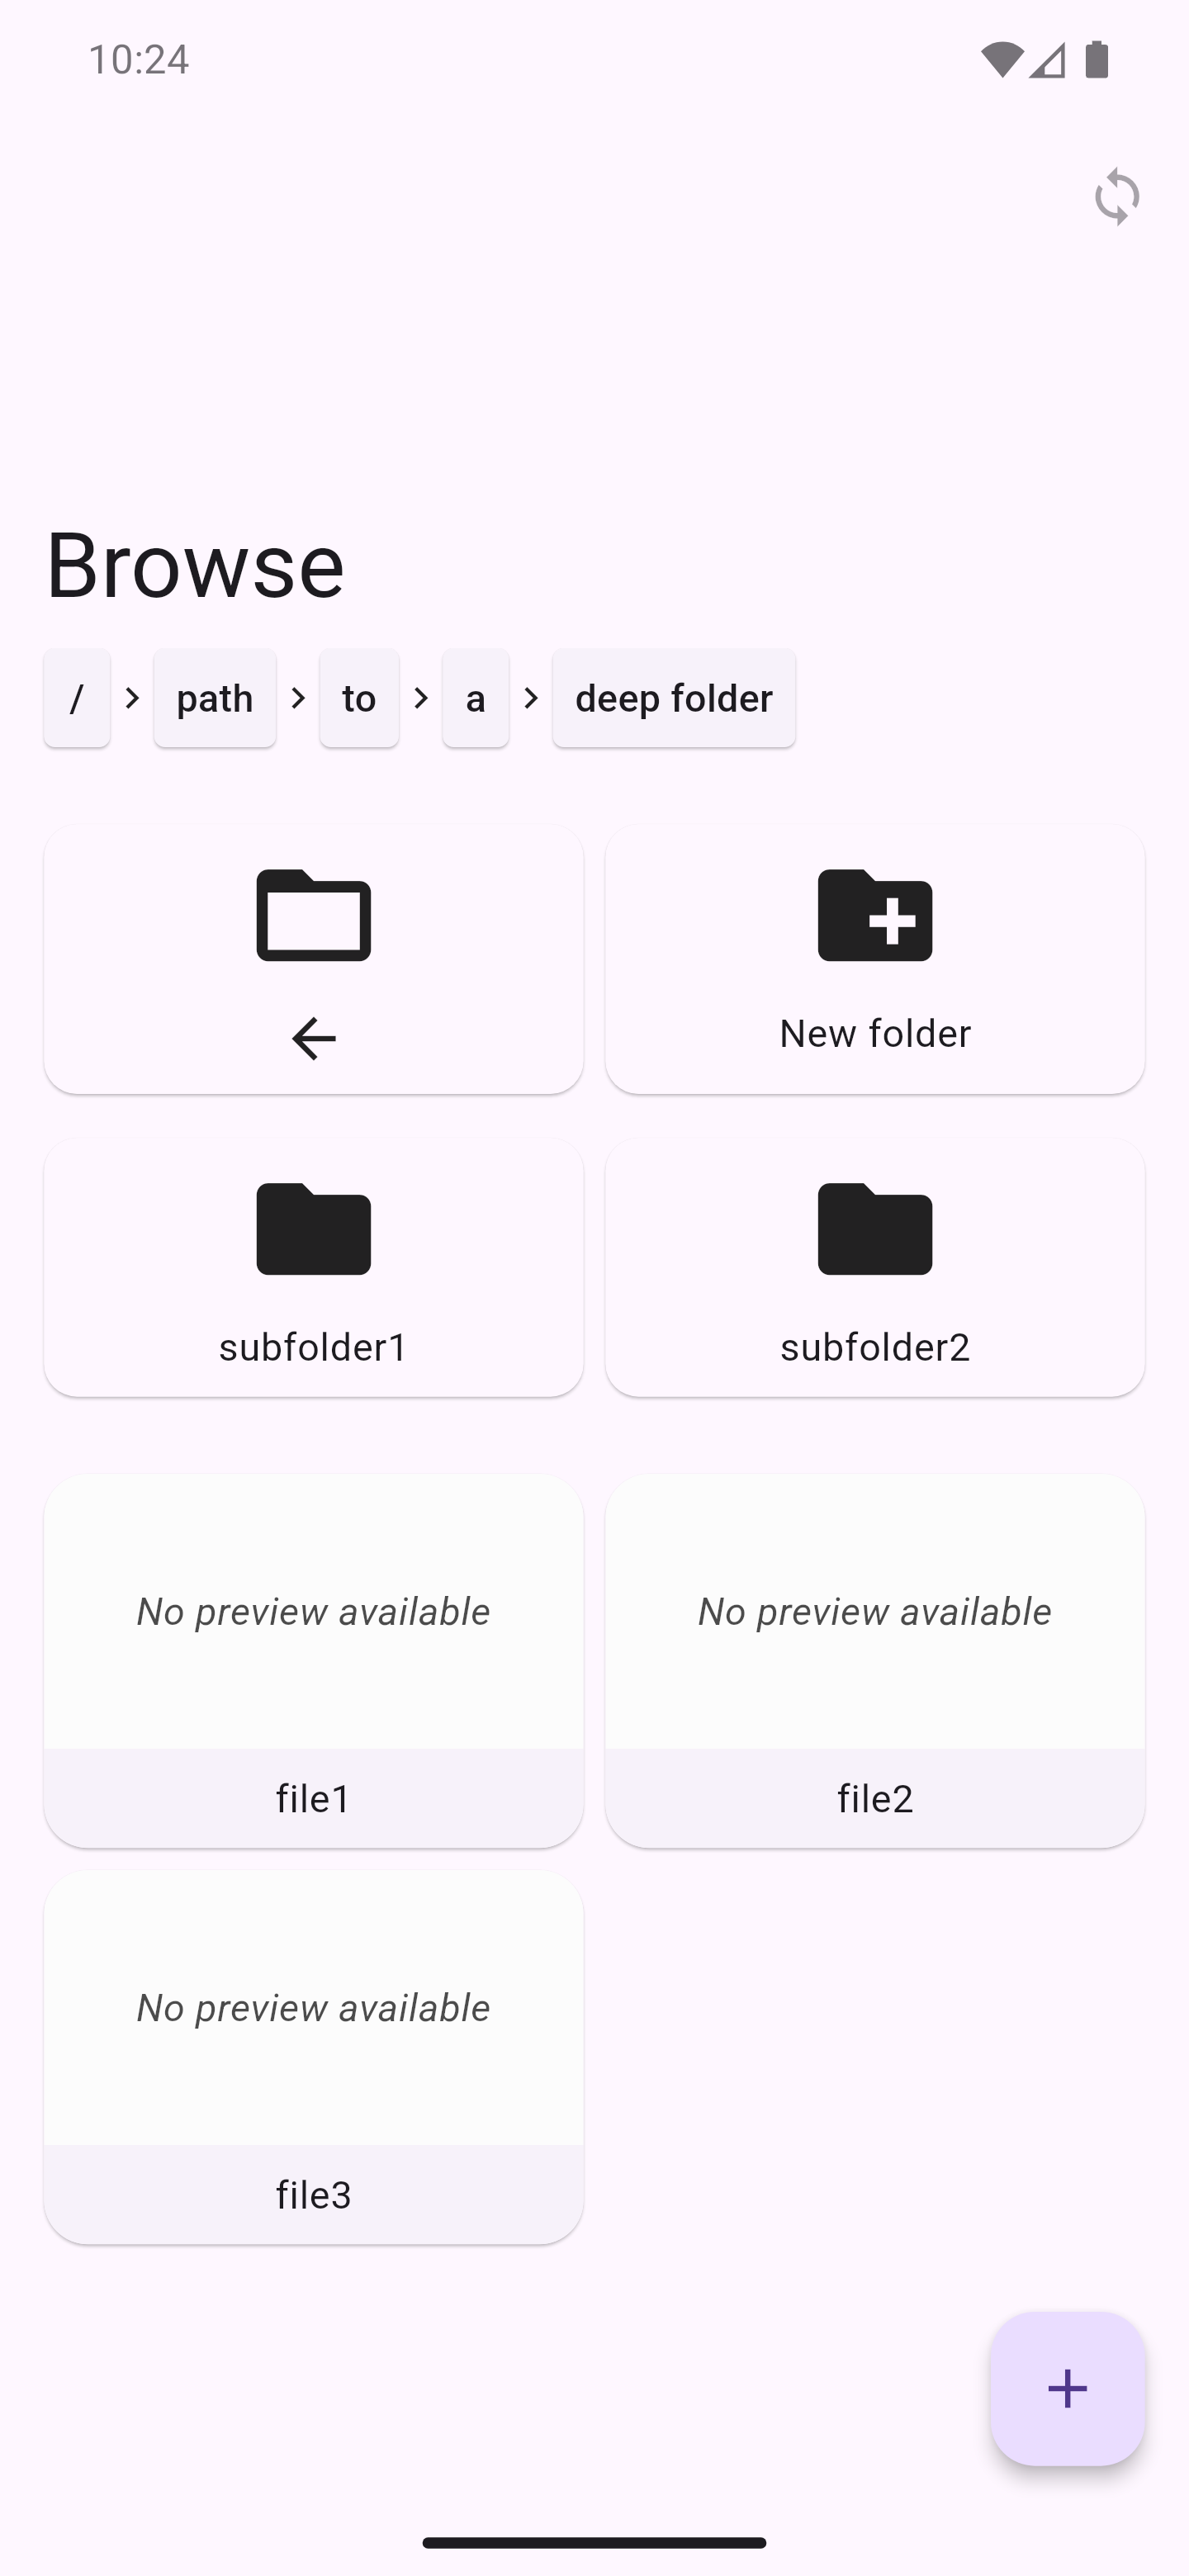 10:24
Browse
/ path to a deep folder
New folder
subfolder1 subfolder2
No preview available No preview available
file1 file2
No preview available
file3